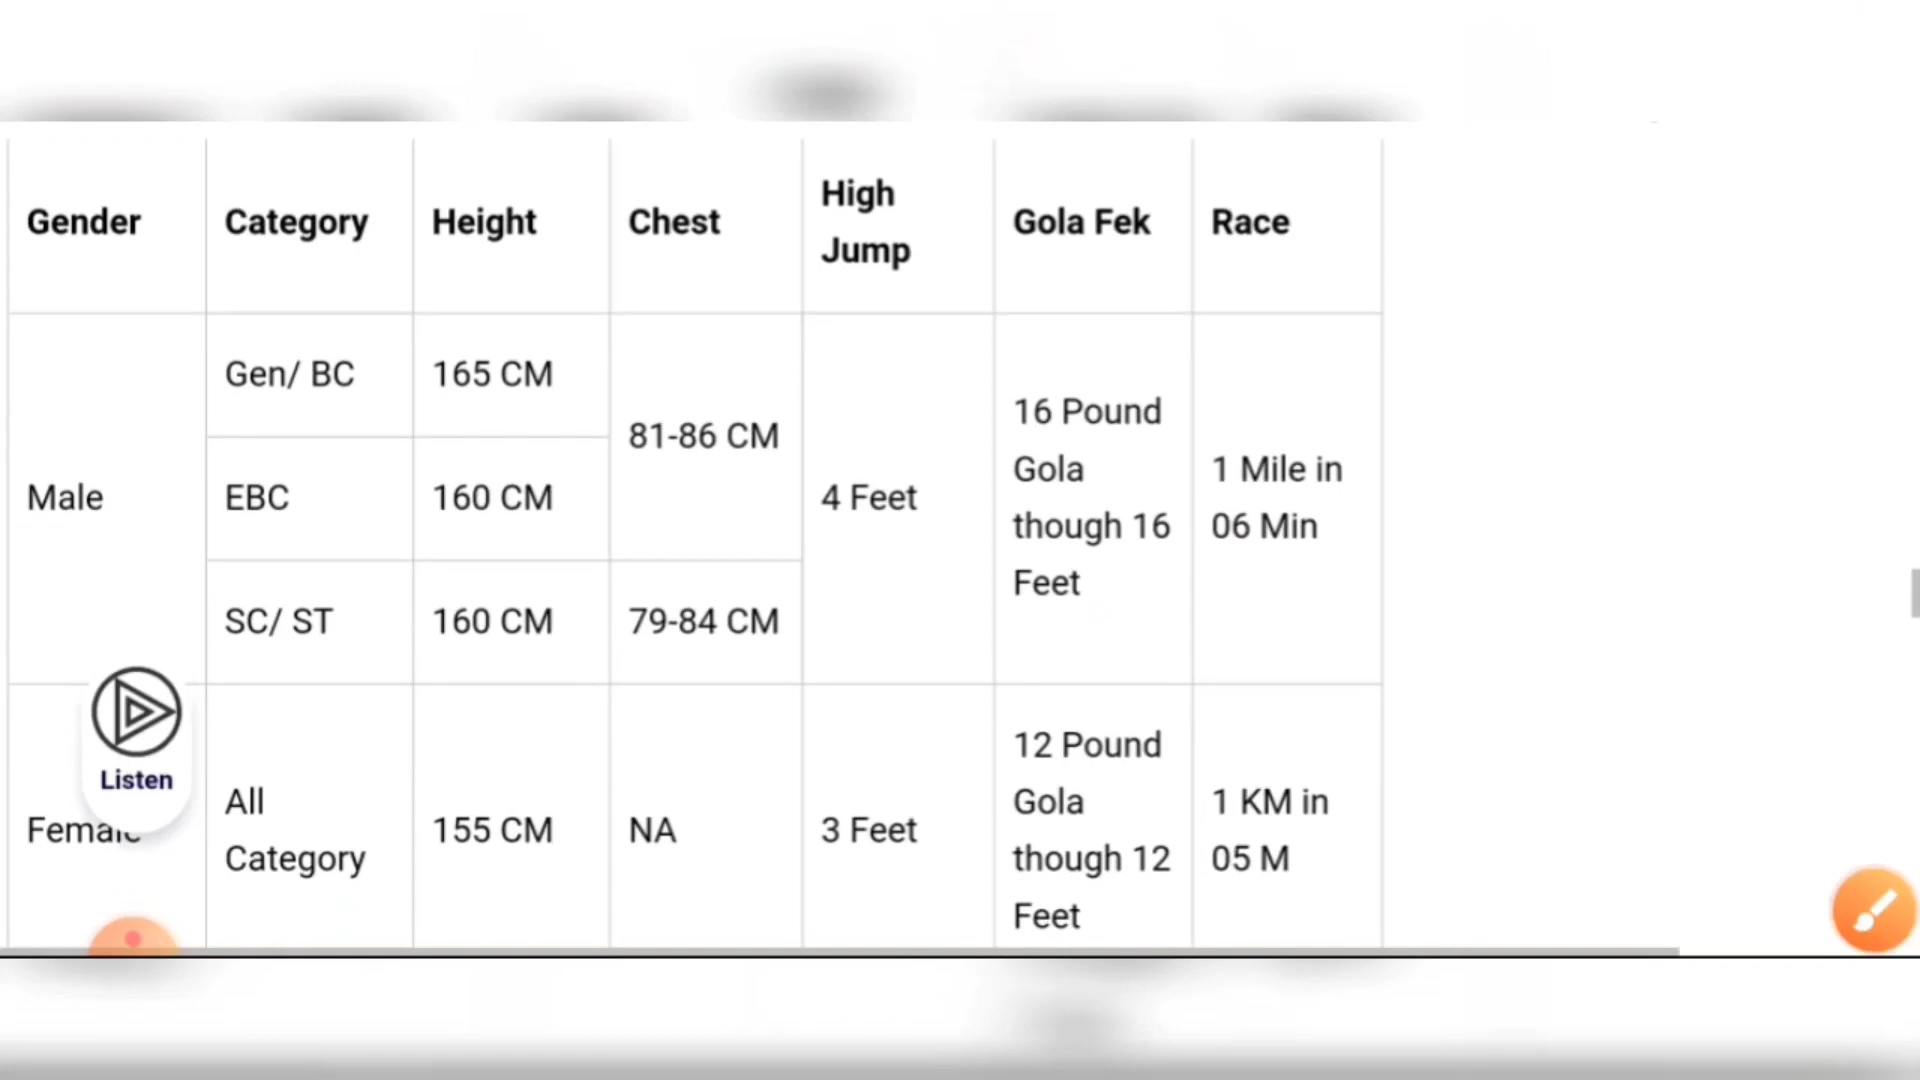 Gender Category Height Chest High Jump Gola Fek Race
Male
Gen/ BC 165 CM
81-86 CM
EBC 160 CM
SC/ ST 160 CM 79-84 CM
4 Feet
16 Pound
Gola
though 16
Feet
1 Mile in
06 Min
Listen
Female
All
Category
155 CM
NA
3 Feet
12 Pound
Gola
though 12
Feet
1 KM in
05 M